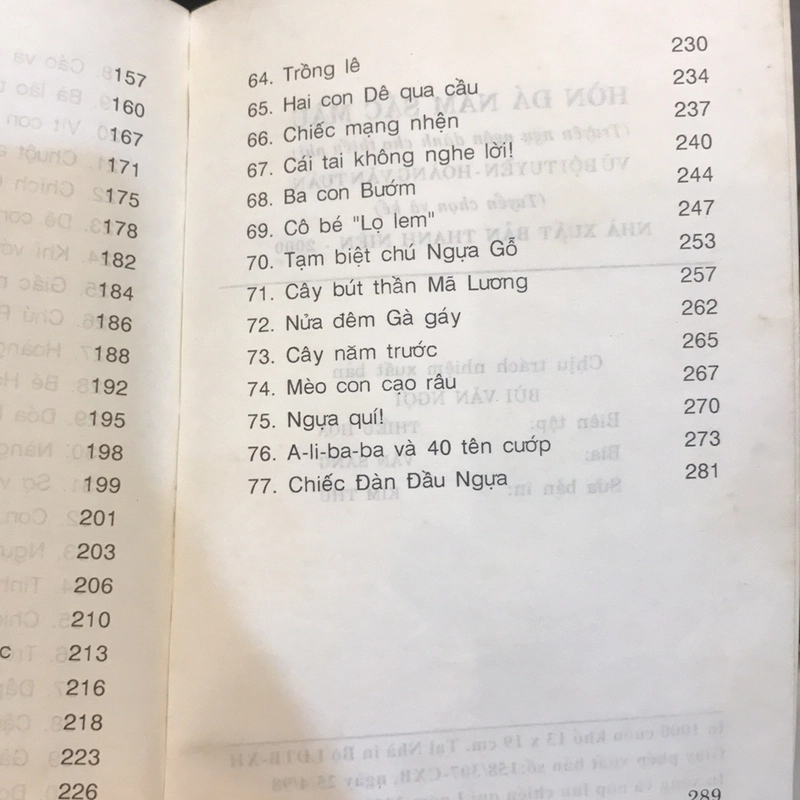 157
160
167
171
175
178
182
184
186
188
192
195
198
199
201
203
206
210
c 213
216
218
223
226
64. Trồng lê 230
65. Hai con Dê qua cầu 234
66. Chiếc mạng nhện 237
67. Cái tai không nghe lời! 240
68. Ba con Bướm 244
69. Cô bé "Lọ lem" 247
70. Tạm biệt chú Ngựa Gỗ 253
71. Cây bút thần Mã Lương 257
72. Nửa đêm Gà gáy 262
73. Cây năm trước 265
74. Mèo con cạo râu 267
75. Ngựa quí! 270
76. A-li-ba-ba và 40 tên cướp 273
77. Chiếc Đàn Đầu Ngựa 281
289